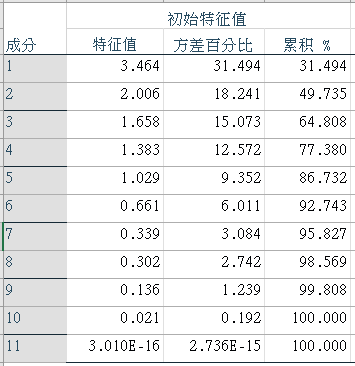 初始特征值
成分 特征值 方差百分比 累积 %
1 3.464 31.494 31.494
2 2.006 18.241 49.735
3 1.658 15.073 64.808
4 1.383 12.572 77.380
5 1.029 9.352 86.732
6 0.661 6.011 92.743
7 0.339 3.084 95.827
8 0.302 2.742 98.569
9 0.136 1.239 99.808
10 0.021 0.192 100.000
11 3.010E-16 2.736E-15 100.000